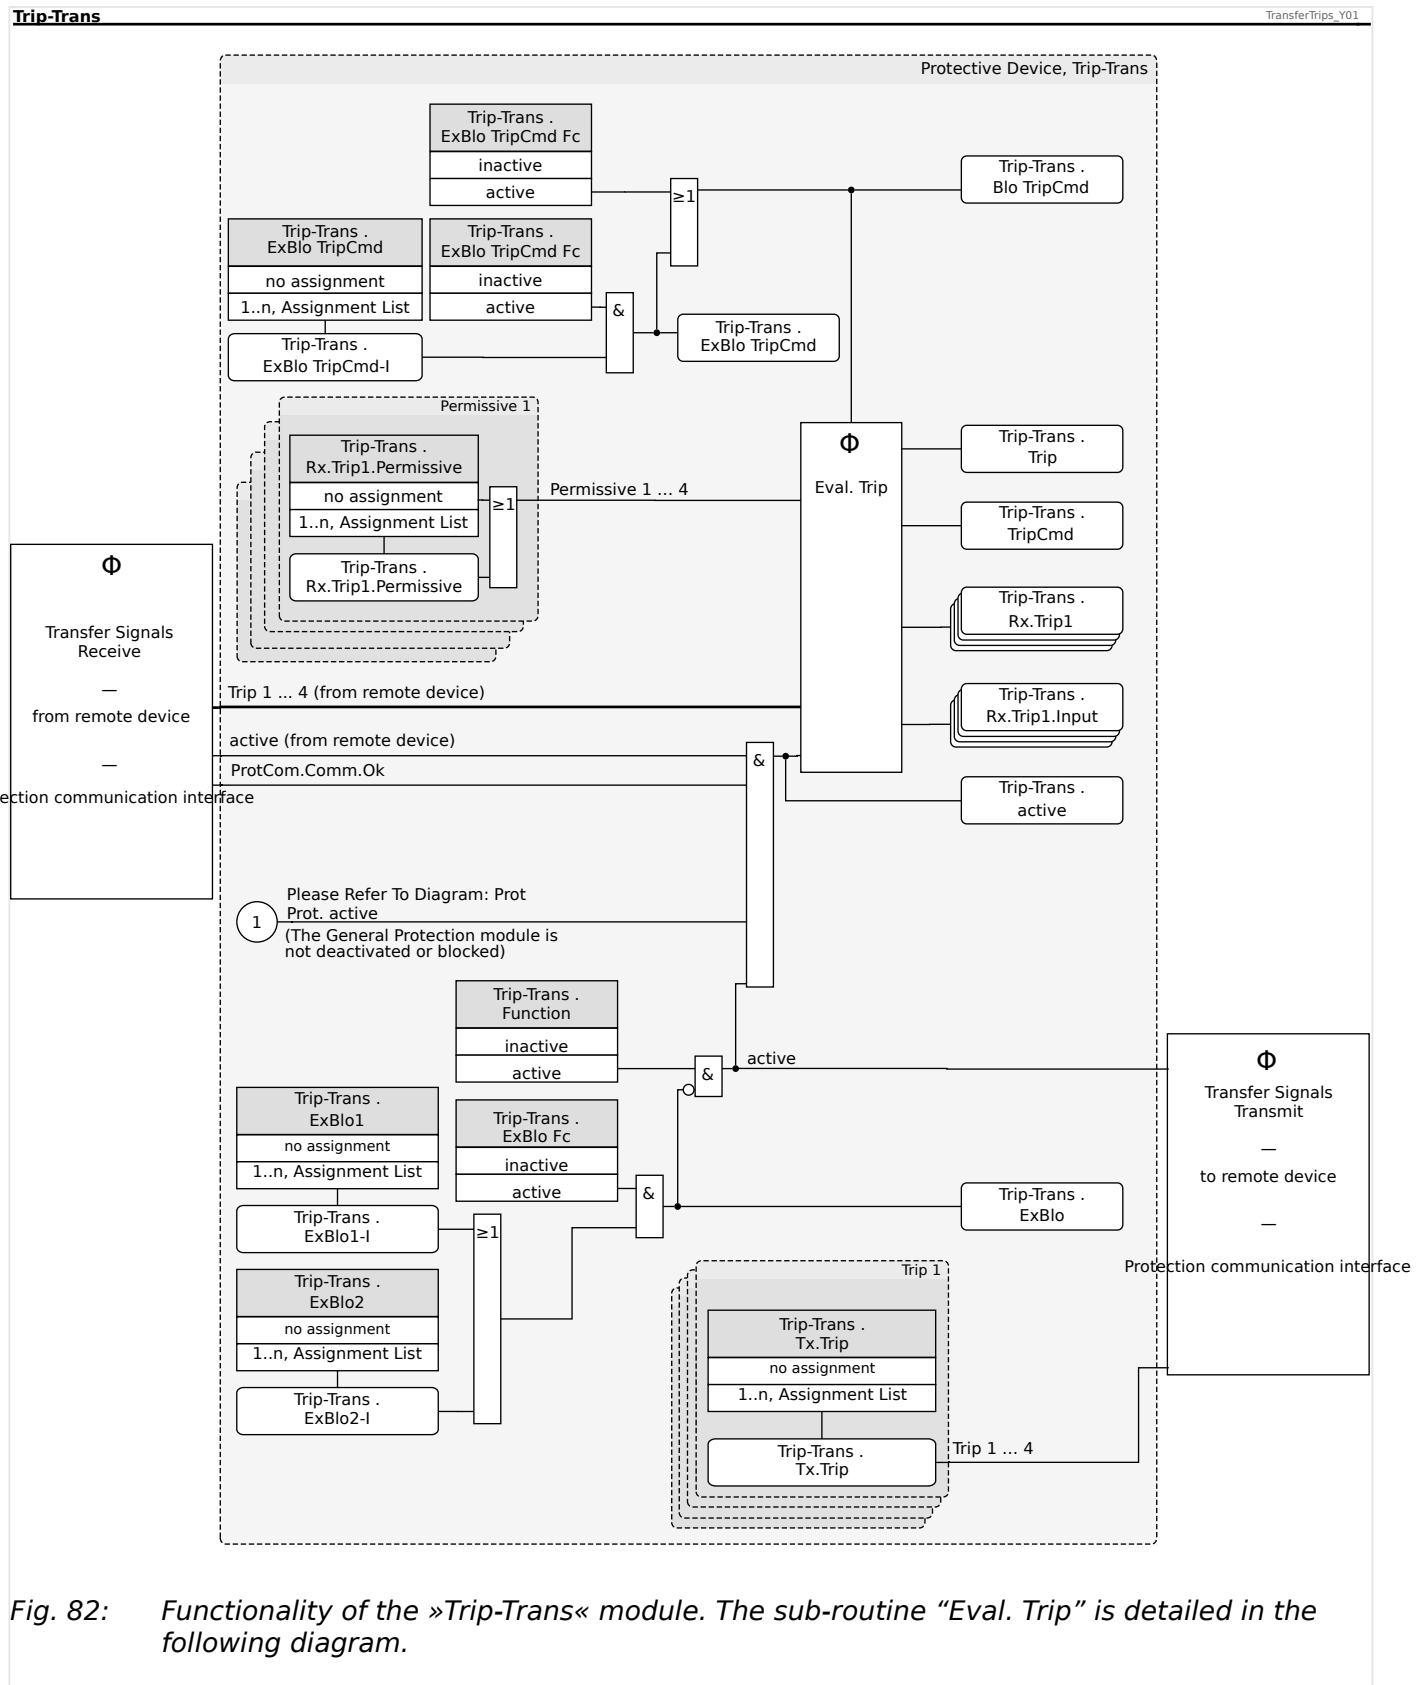 Trip-Trans
TransferTrips_Y01
Protective Device, Trip-Trans
Trip-Trans .
ExBlo TripCmd Fc
inactive
active
≥1
Trip-Trans .
Blo TripCmd
Trip-Trans .
ExBlo TripCmd
no assignment
1..n, Assignment List
Trip-Trans .
ExBlo TripCmd-I
Trip-Trans .
ExBlo TripCmd Fc
inactive
active
&
Trip-Trans .
ExBlo TripCmd
Permissive 1
Trip-Trans .
Rx.Trip1.Permissive
no assignment
1..n, Assignment List
Trip-Trans .
Rx.Trip1.Permissive
≥1
Permissive 1 ... 4
Φ
Eval. Trip
Trip-Trans .
Trip
Trip-Trans .
TripCmd
Trip-Trans .
Rx.Trip1
Trip-Trans .
Rx.Trip1.Input
Trip-Trans .
active
Φ
Transfer Signals
Receive
—
from remote device
—
ection communication interface
Trip 1 ... 4 (from remote device)
active (from remote device)
ProtCom.Comm.Ok
&
1
Please Refer To Diagram: Prot
Prot. active
(The General Protection module is
not deactivated or blocked)
Trip-Trans .
Function
inactive
active
&
active
Trip-Trans .
ExBlo1
no assignment
1..n, Assignment List
Trip-Trans .
ExBlo1-I
Trip-Trans .
ExBlo Fc
inactive
active
&
≥1
Trip-Trans .
ExBlo
Trip-Trans .
ExBlo2
no assignment
1..n, Assignment List
Trip-Trans .
ExBlo2-I
Φ
Transfer Signals
Transmit
—
to remote device
—
Protection communication interface
Trip 1
Trip-Trans .
Tx.Trip
no assignment
1..n, Assignment List
Trip-Trans .
Tx.Trip
Trip 1 ... 4
Fig. 82: Functionality of the »Trip-Trans« module. The sub-routine “Eval. Trip” is detailed in the
following diagram.